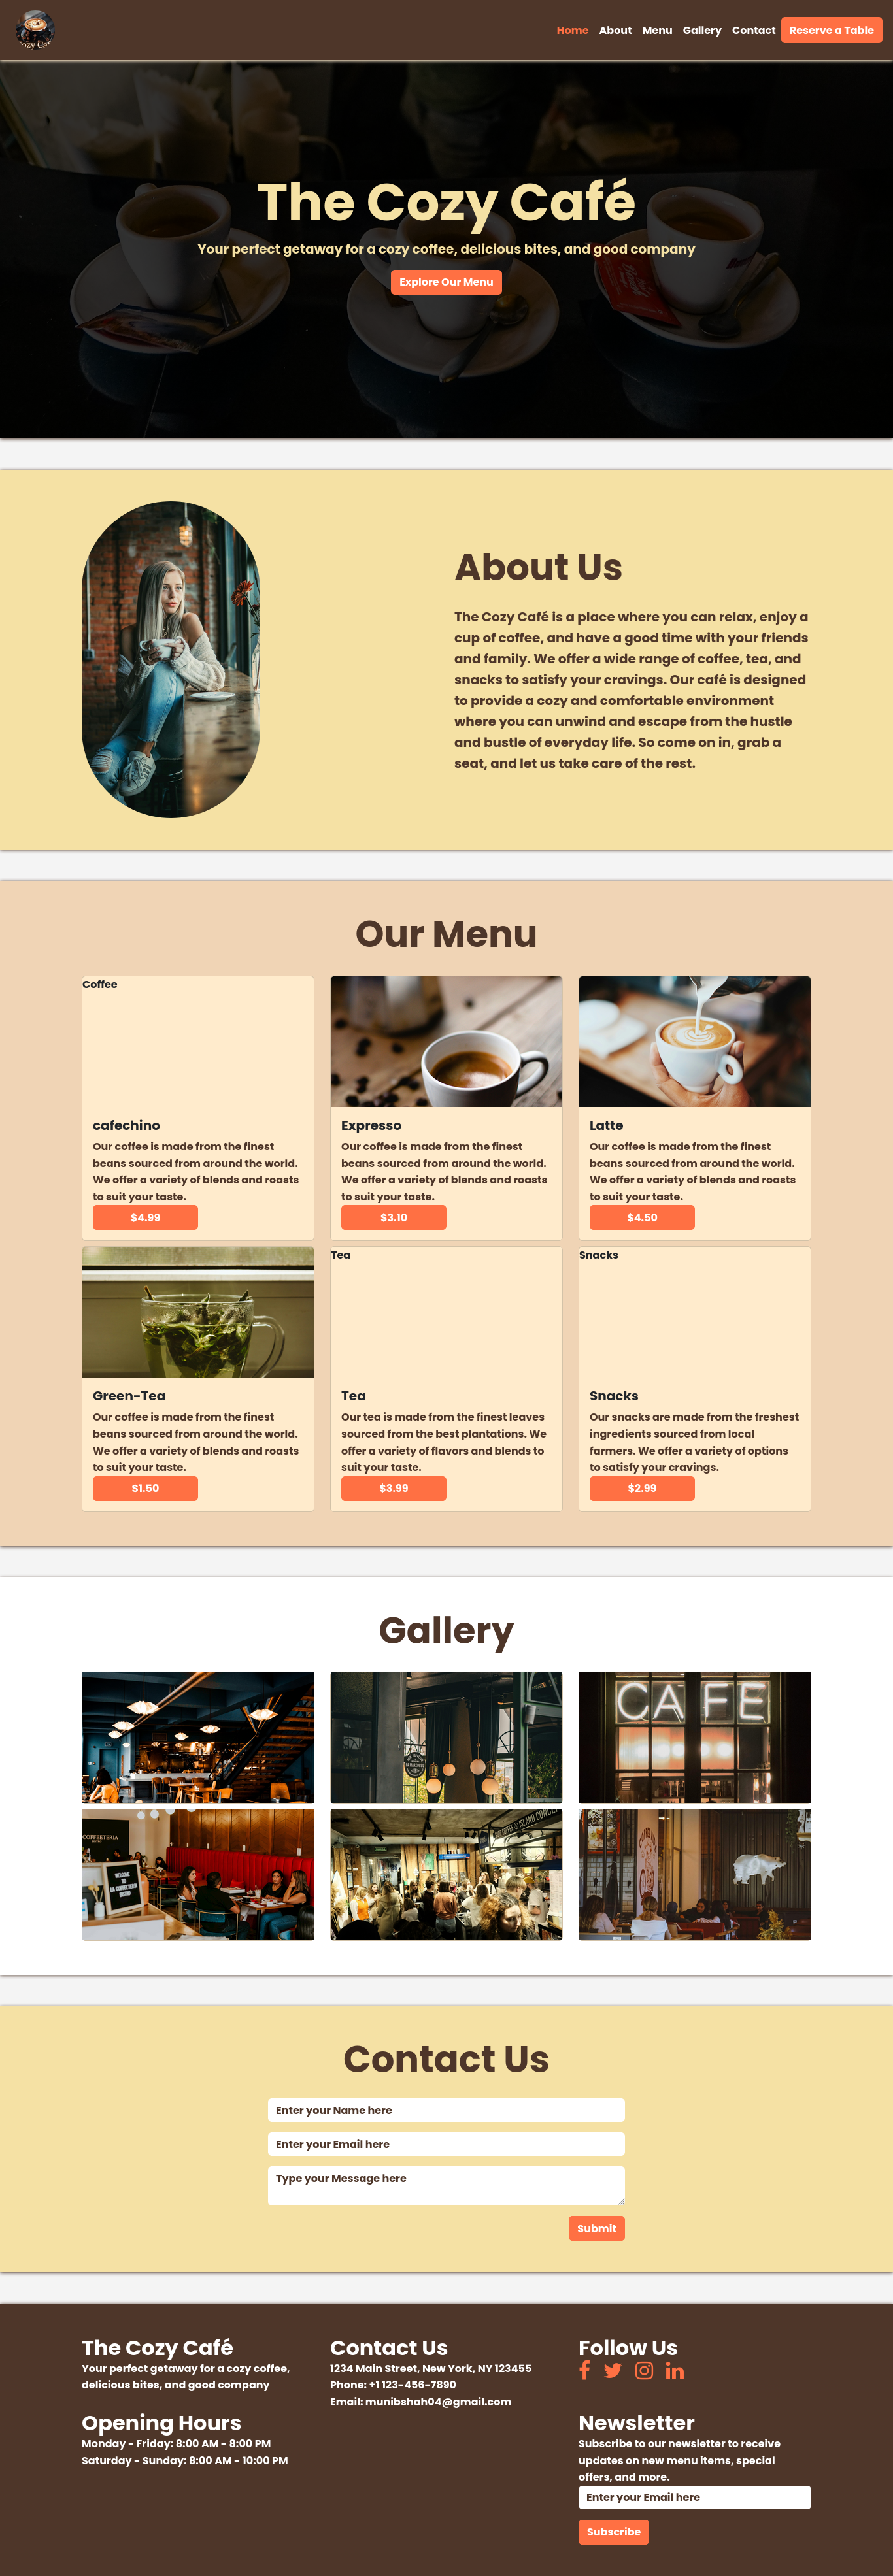 Home About Menu Gallery Contact Reserve a Table
The Cozy Café
Your perfect getaway for a cozy coffee, delicious bites, and good company
Explore Our Menu
About Us
The Cozy Café is a place where you can relax, enjoy a
cup of coffee, and have a good time with your friends
and family. We offer a wide range of coffee, tea, and
snacks to satisfy your cravings. Our café is designed
to provide a cozy and comfortable environment
where you can unwind and escape from the hustle
and bustle of everyday life. So come on in, grab a
seat, and let us take care of the rest.
Our Menu
Coffee
cafechino
Our coffee is made from the finest
beans sourced from around the world.
We offer a variety of blends and roasts
to suit your taste.
$4.99
Expresso
Our coffee is made from the finest
beans sourced from around the world.
We offer a variety of blends and roasts
to suit your taste.
$3.10
Latte
Our coffee is made from the finest
beans sourced from around the world.
We offer a variety of blends and roasts
to suit your taste.
$4.50
Green-Tea
Our coffee is made from the finest
beans sourced from around the world.
We offer a variety of blends and roasts
to suit your taste.
$1.50
Tea
Tea
Our tea is made from the finest leaves
sourced from the best plantations. We
offer a variety of flavors and blends to
suit your taste.
$3.99
Snacks
Snacks
Our snacks are made from the freshest
ingredients sourced from local
farmers. We offer a variety of options
to satisfy your cravings.
$2.99
Gallery
CAFE
COFFEETERIA
WELCOME
TO
Contact Us
Enter your Name here
Enter your Email here
Type your Message here
Submit
The Cozy Café
Your perfect getaway for a cozy coffee,
delicious bites, and good company
Opening Hours
Monday - Friday: 8:00 AM - 8:00 PM
Saturday - Sunday: 8:00 AM - 10:00 PM
Contact Us
1234 Main Street, New York, NY 123455
Phone: +1 123-456-7890
Email: munibshah04@gmail.com
Follow Us
Newsletter
Subscribe to our newsletter to receive
updates on new menu items, special
offers, and more.
Enter your Email here
Subscribe